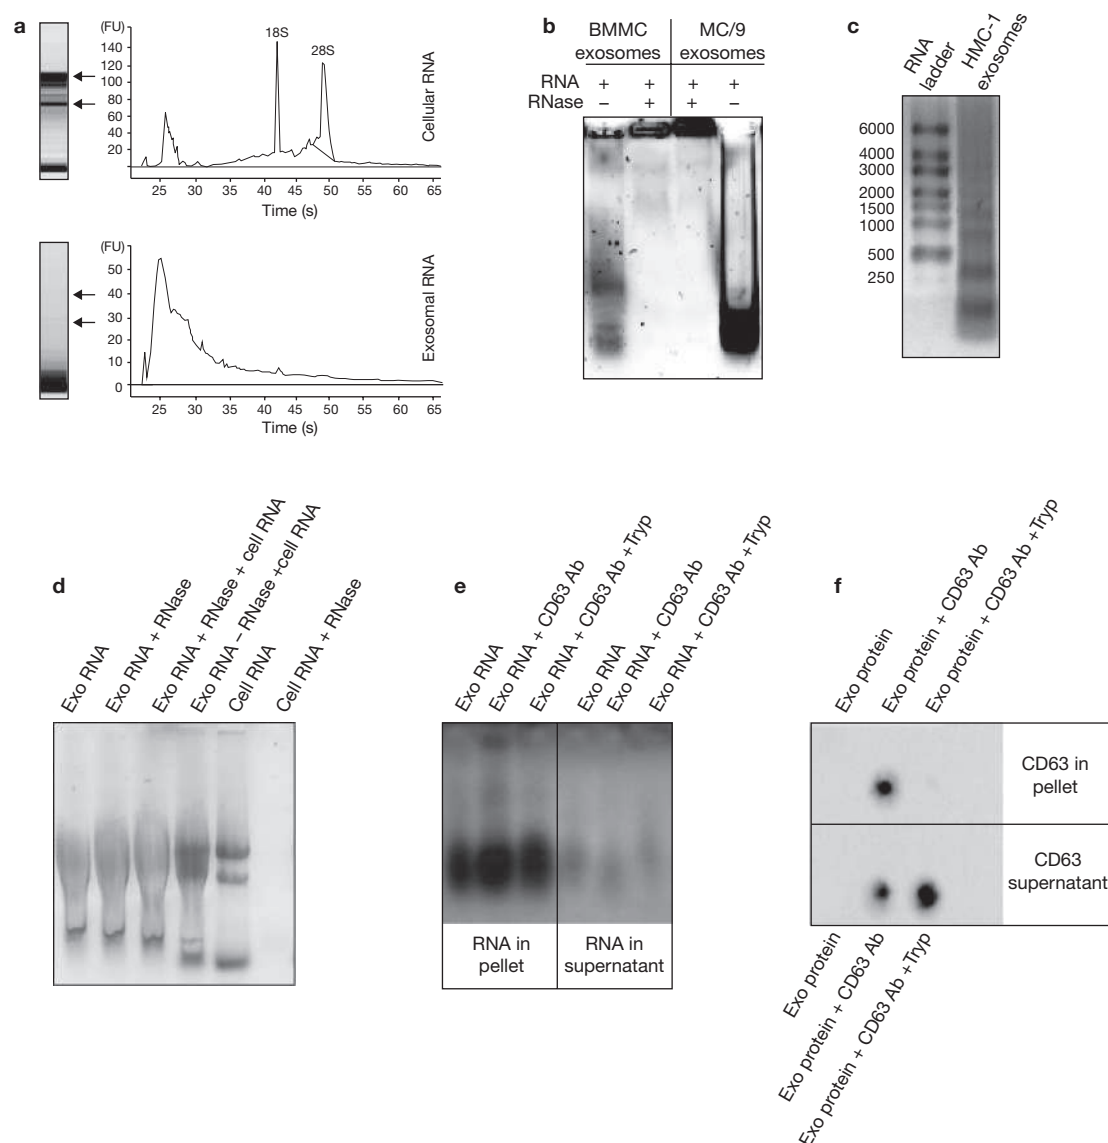 a
(FU)
140
120
100
80
60
40
20
18S
28S
Cellular RNA
25 30 35 40 45 50 55 60 65
Time (s)
(FU)
50
40
30
20
10
0
Exosomal RNA
25 30 35 40 45 50 55 60 65
Time (s)
b
BMMC exosomes
MC/9 exosomes
RNA + + + +
RNase – + + –
c
RNA ladder
HMC-1 exosomes
6000
4000
3000
2000
1500
1000
500
250
d
Exo RNA
Exo RNA + RNase
Exo RNA + RNase + cell RNA
Exo RNA – RNase +cell RNA
Cell RNA
Cell RNA + RNase
e
Exo RNA
Exo RNA + CD63 Ab
Exo RNA + CD63 Ab +Tryp
Exo RNA
Exo RNA + CD63 Ab
Exo RNA + CD63 Ab +Tryp
RNA in pellet
RNA in supernatant
f
Exo protein
Exo protein + CD63 Ab
Exo protein + CD63 Ab +Tryp
CD63 in pellet
CD63 supernatant
Exo protein
Exo protein + CD63 Ab
Exo protein + CD63 Ab +Tryp